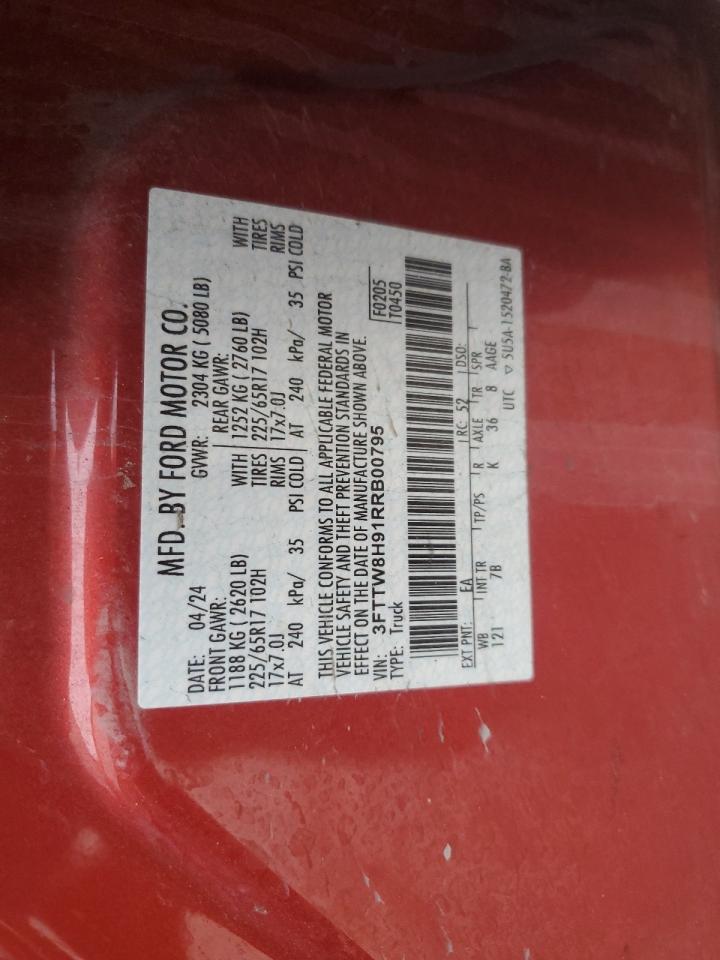 MFD. BY FORD MOTOR CO.
DATE: 04/24 GVWR: 2304 KG ( 5080 LB)
FRONT GAWR: REAR GAWR:
1188 KG ( 2620 LB) WITH 1252 KG ( 2760 LB) WITH
225/65R17 102H TIRES 225/65R17 102H TIRES
17x7.0J RIMS 17x7.0J RIMS
AT 240 kPa/ 35 PSI COLD AT 240 kPa/ 35 PSI COLD
THIS VEHICLE CONFORMS TO ALL APPLICABLE FEDERAL MOTOR
VEHICLE SAFETY AND THEFT PREVENTION STANDARDS IN
EFFECT ON THE DATE OF MANUFACTURE SHOWN ABOVE.
VIN: 3FTTW8H91RRB00795 F0205
TYPE: Truck T0450
EXT PNT: EA RC: 52 DSO:
WB INT TR TP/PS R AXLE TR SPR
121 7B K 36 8 AAGE
UTC ▽ 5U5A-1520472-BA